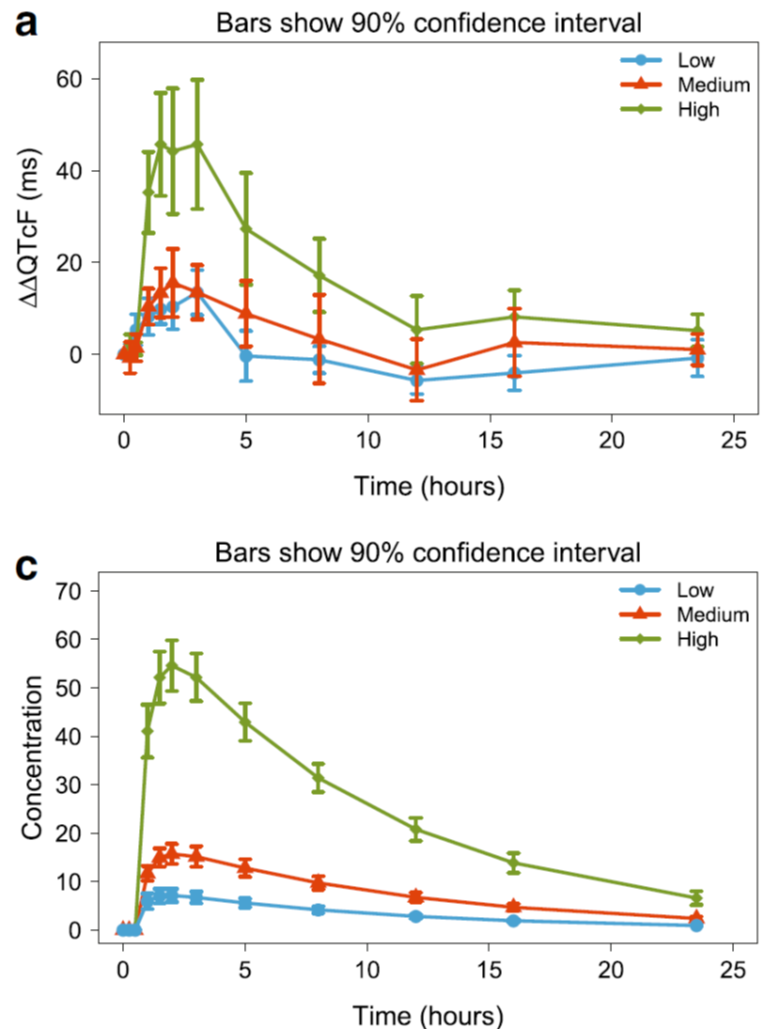 a
Bars show 90% confidence interval
Low
Medium
High
60
40
20
0
ΔΔQTcF (ms)
0 5 10 15 20 25
Time (hours)
c
Bars show 90% confidence interval
Low
Medium
High
70
60
50
40
30
20
10
0
Concentration
0 5 10 15 20 25
Time (hours)